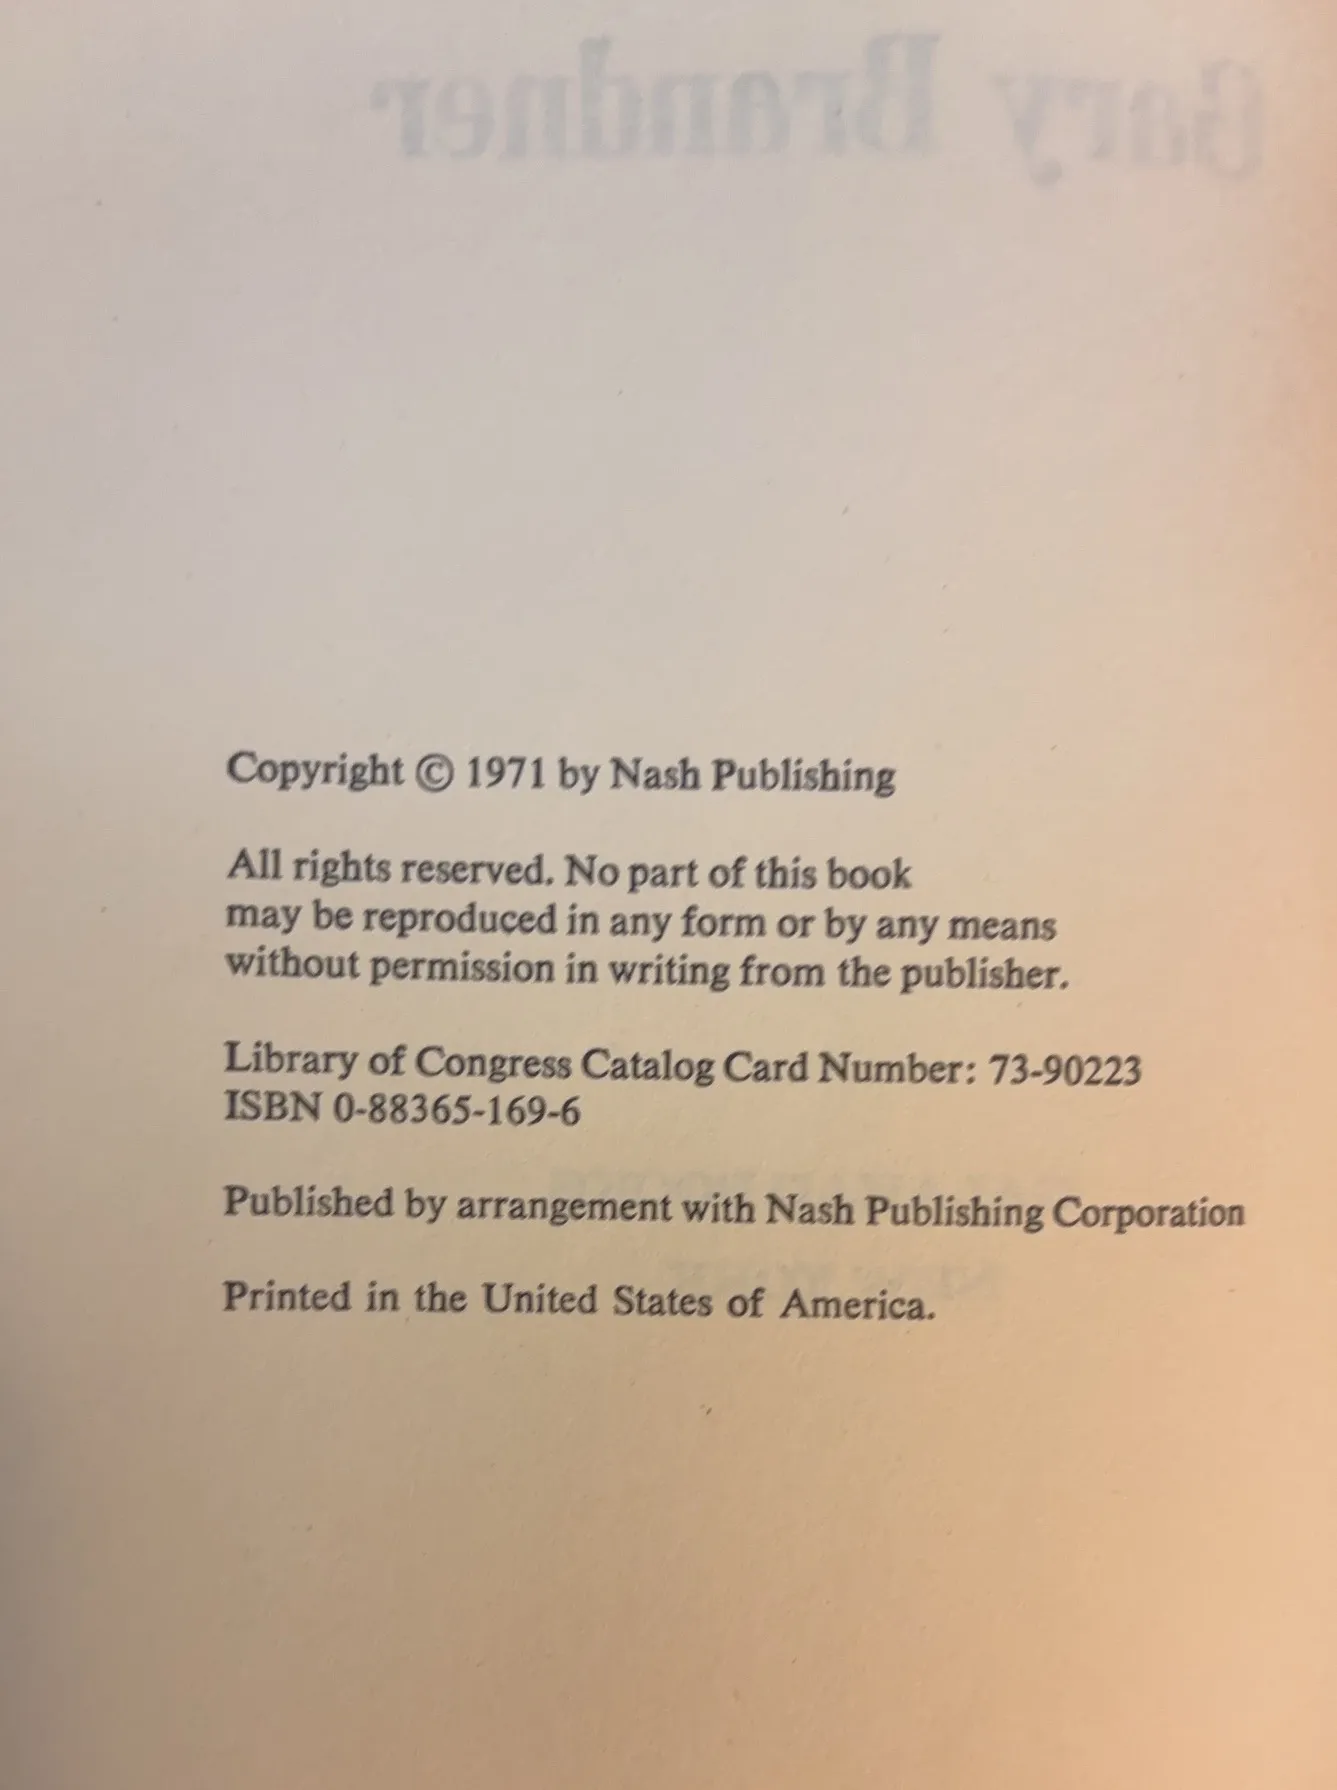 Gary Brandner
Copyright © 1971 by Nash Publishing
All rights reserved. No part of this book
may be reproduced in any form or by any means
without permission in writing from the publisher.
Library of Congress Catalog Card Number: 73-90223
ISBN 0-88365-169-6
Published by arrangement with Nash Publishing Corporation
Printed in the United States of America.